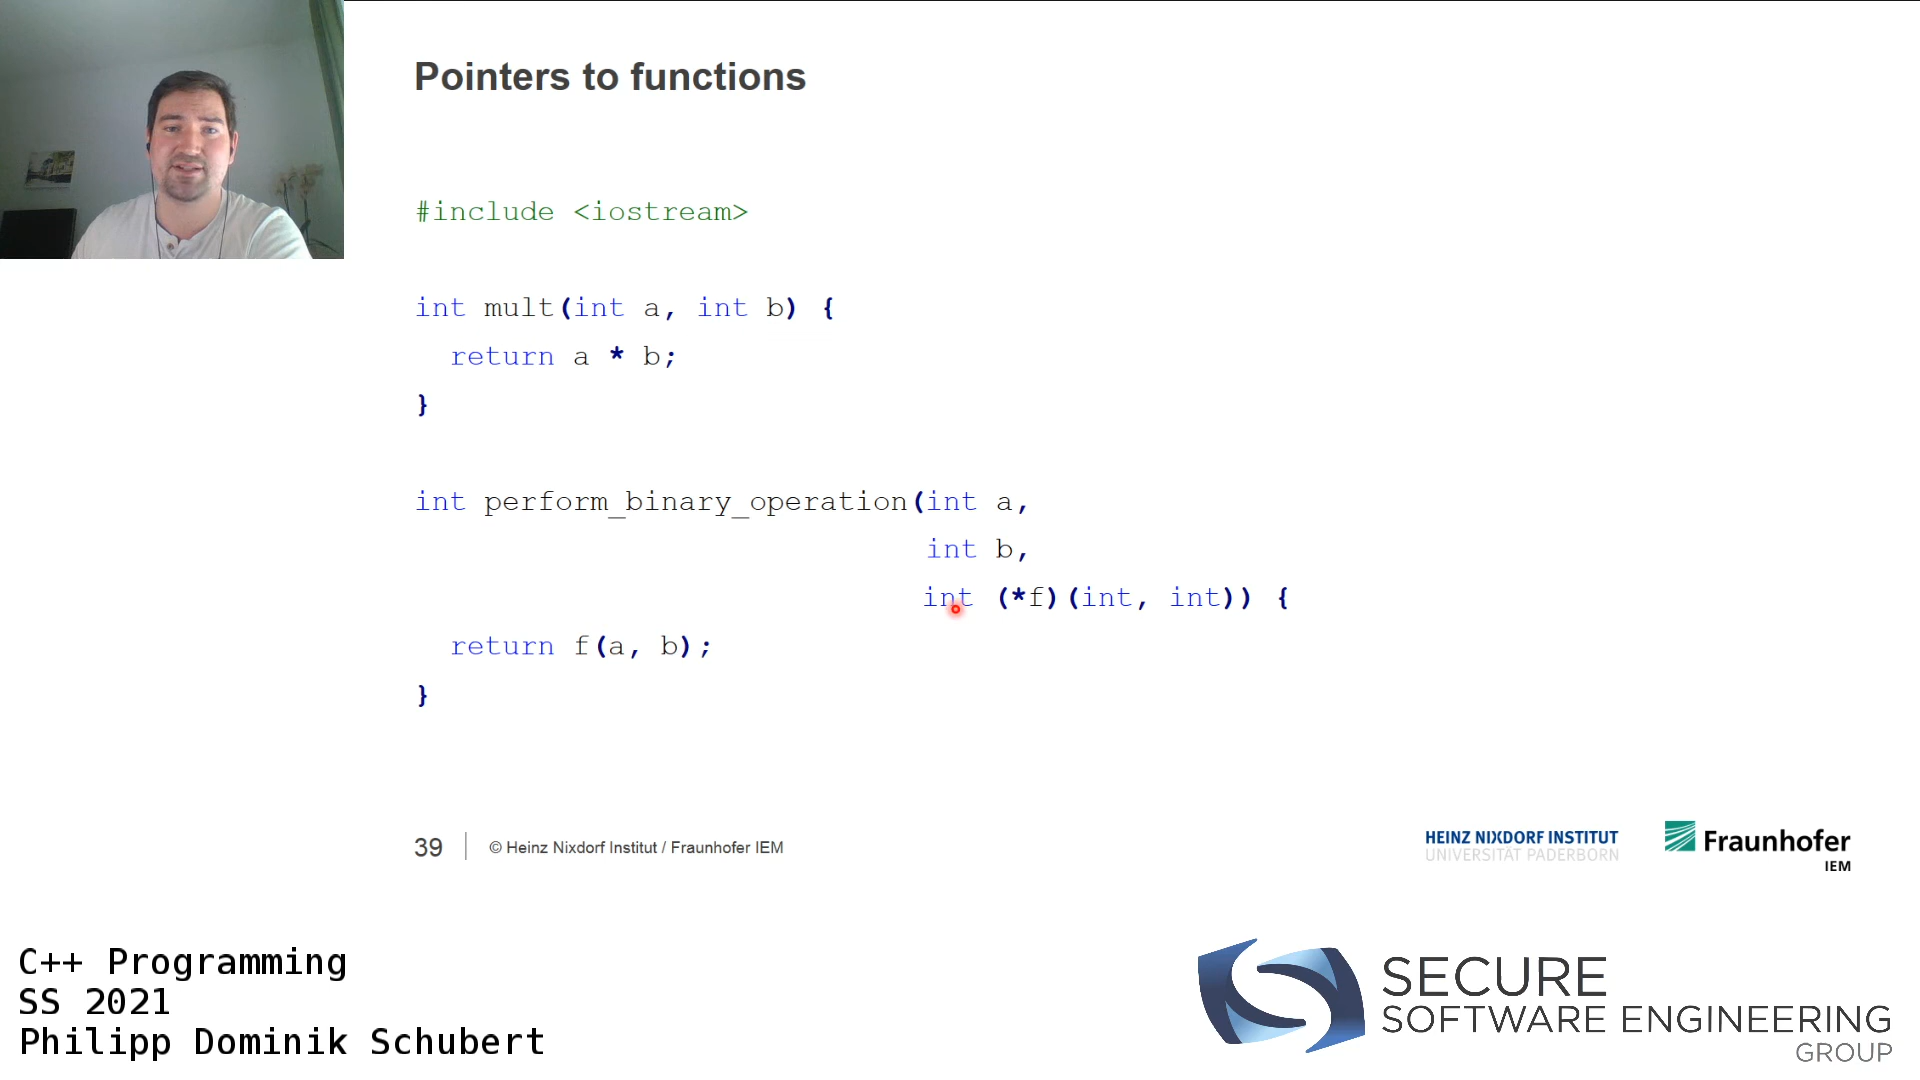 Pointers to functions
#include <iostream>
int mult(int a, int b) {
  return a * b;
}
int perform_binary_operation(int a,
                             int b,
                             int (*f)(int, int)) {
  return f(a, b);
}
39
© Heinz Nixdorf Institut / Fraunhofer IEM
HEINZ NIXDORF INSTITUT
UNIVERSITÄT PADERBORN
Fraunhofer
IEM
C++ Programming
SS 2021
Philipp Dominik Schubert
SECURE
SOFTWARE ENGINEERING
GROUP